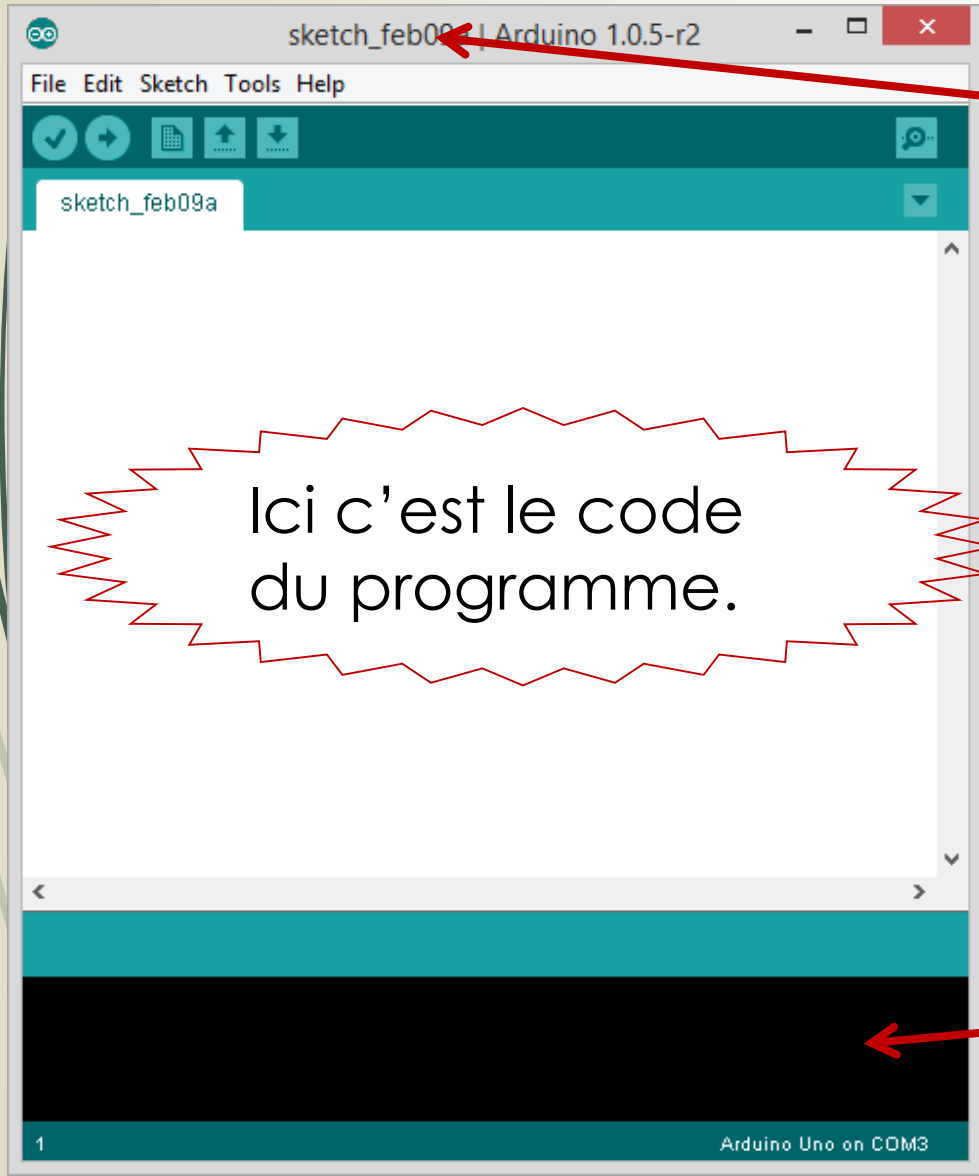 sketch_feb09a | Arduino 1.0.5-r2
File Edit Sketch Tools Help
sketch_feb09a
Ici c’est le code
du programme.
1
Arduino Uno on COM3